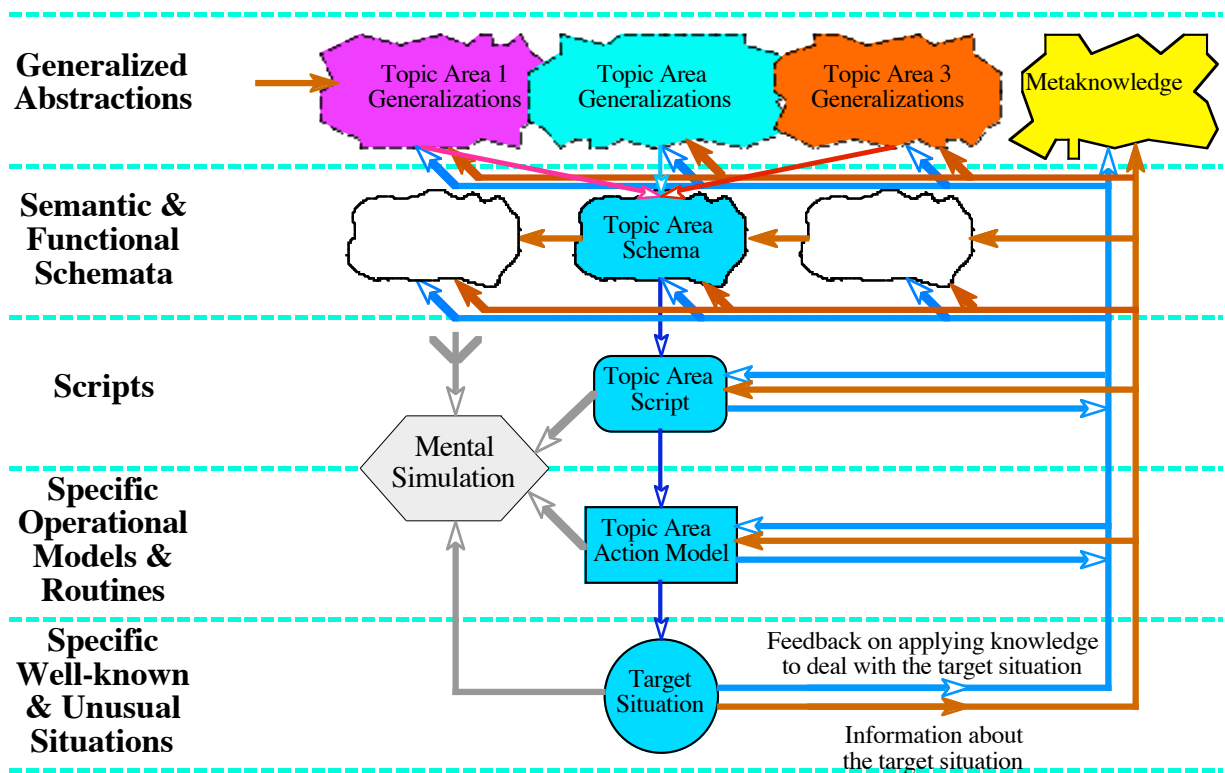 Generalized
Abstractions
Topic Area 1
Generalizations
Topic Area
Generalizations
Topic Area 3
Generalizations
Metaknowledge
Semantic &
Functional
Schemata
Topic Area
Schema
Scripts
Topic Area
Script
Mental
Simulation
Specific
Operational
Models &
Routines
Topic Area
Action Model
Specific
Well-known
& Unusual
Situations
Target
Situation
Feedback on applying knowledge
to deal with the target situation
Information about
the target situation